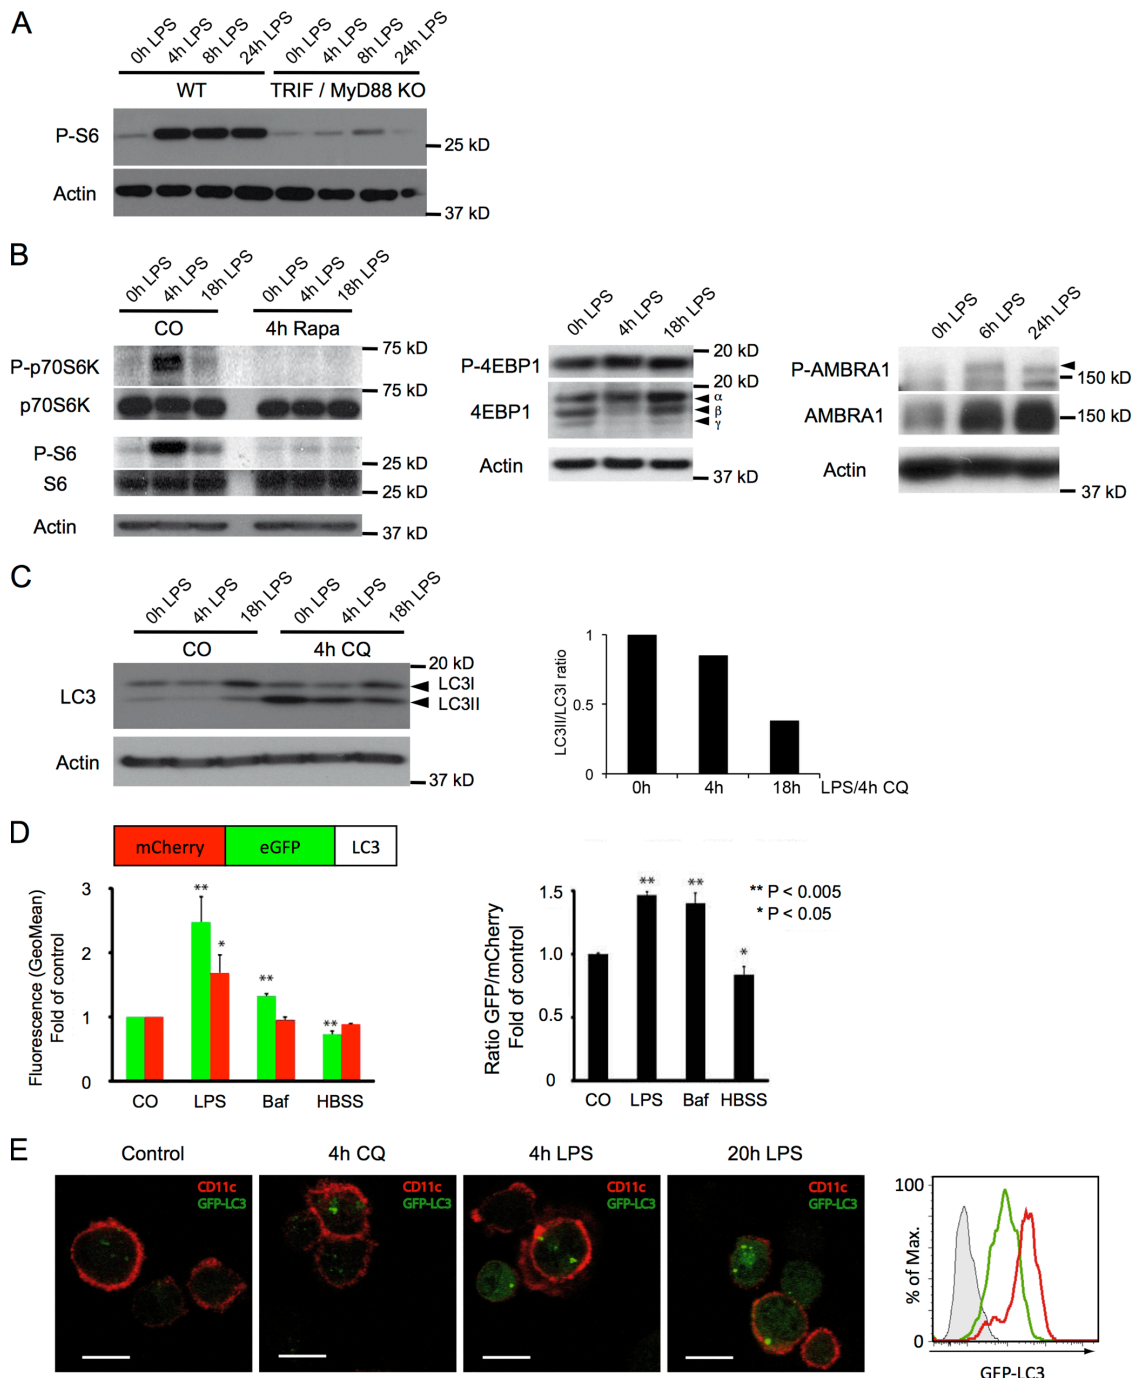 A
0h LPS 4h LPS 8h LPS 24h LPS 0h LPS 4h LPS 8h LPS 24h LPS
WT TRIF / MyD88 KO
P-S6
25 kD
Actin
37 kD
B
0h LPS 4h LPS 18h LPS 0h LPS 4h LPS 18h LPS
CO 4h Rapa
75 kD
P-p70S6K
75 kD
p70S6K
P-S6
25 kD
S6
25 kD
Actin
37 kD
0h LPS 4h LPS 18h LPS
20 kD
P-4EBP1
20 kD
α
4EBP1
β
γ
Actin
37 kD
0h LPS 6h LPS 24h LPS
P-AMBRA1
150 kD
AMBRA1
150 kD
Actin
37 kD
C
0h LPS 4h LPS 18h LPS 0h LPS 4h LPS 18h LPS
CO 4h CQ
20 kD
LC3
LC3I
LC3II
Actin
37 kD
LC3II/LC3I ratio
1
0.5
0
0h 4h 18h LPS/4h CQ
D
mCherry eGFP LC3
Fluorescence (GeoMean)
Fold of control
3
2
1
0
** * ** **
CO LPS Baf HBSS
Ratio GFP/mCherry
Fold of control
1.5
1.0
0.5
0
** ** *
CO LPS Baf HBSS
** P < 0.005
* P < 0.05
E
Control 4h CQ 4h LPS 20h LPS
CD11c
GFP-LC3
CD11c
GFP-LC3
CD11c
GFP-LC3
CD11c
GFP-LC3
100
% of Max.
0
GFP-LC3